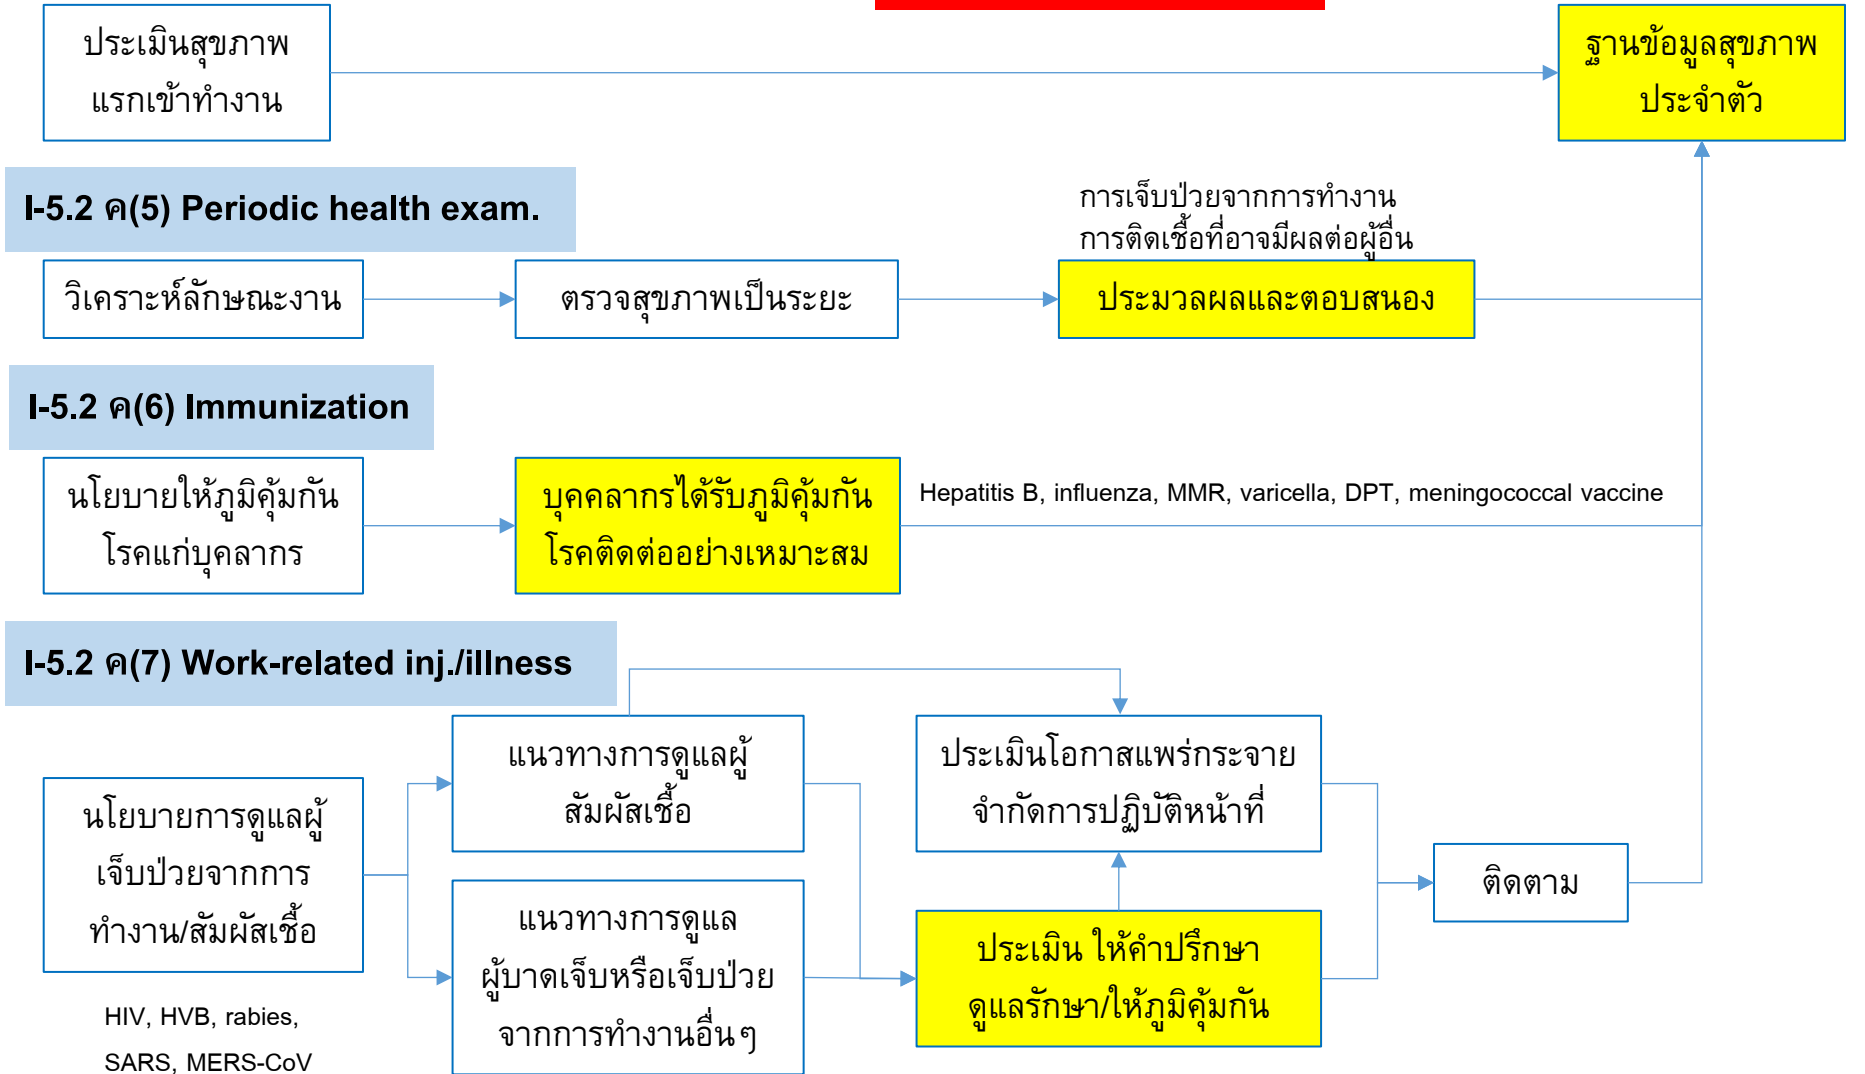 ประเมินสุขภาพ
แรกเข้าทำงาน
ฐานข้อมูลสุขภาพ
ประจำตัว
I-5.2 ค(5) Periodic health exam.
การเจ็บป่วยจากการทำงาน
การติดเชื้อที่อาจมีผลต่อผู้อื่น
วิเคราะห์ลักษณะงาน
ตรวจสุขภาพเป็นระยะ
ประมวลผลและตอบสนอง
I-5.2 ค(6) Immunization
นโยบายให้ภูมิคุ้มกัน
โรคแก่บุคลากร
บุคคลากรได้รับภูมิคุ้มกัน
โรคติดต่ออย่างเหมาะสม
Hepatitis B, influenza, MMR, varicella, DPT, meningococcal vaccine
I-5.2 ค(7) Work-related inj./illness
นโยบายการดูแลผู้
เจ็บป่วยจากการ
ทำงาน/สัมผัสเชื้อ
HIV, HVB, rabies,
SARS, MERS-CoV
แนวทางการดูแลผู้
สัมผัสเชื้อ
แนวทางการดูแล
ผู้บาดเจ็บหรือเจ็บป่วย
จากการทำงานอื่นๆ
ประเมินโอกาสแพร่กระจาย
จำกัดการปฏิบัติหน้าที่
ประเมิน ให้คำปรึกษา
ดูแลรักษา/ให้ภูมิคุ้มกัน
ติดตาม